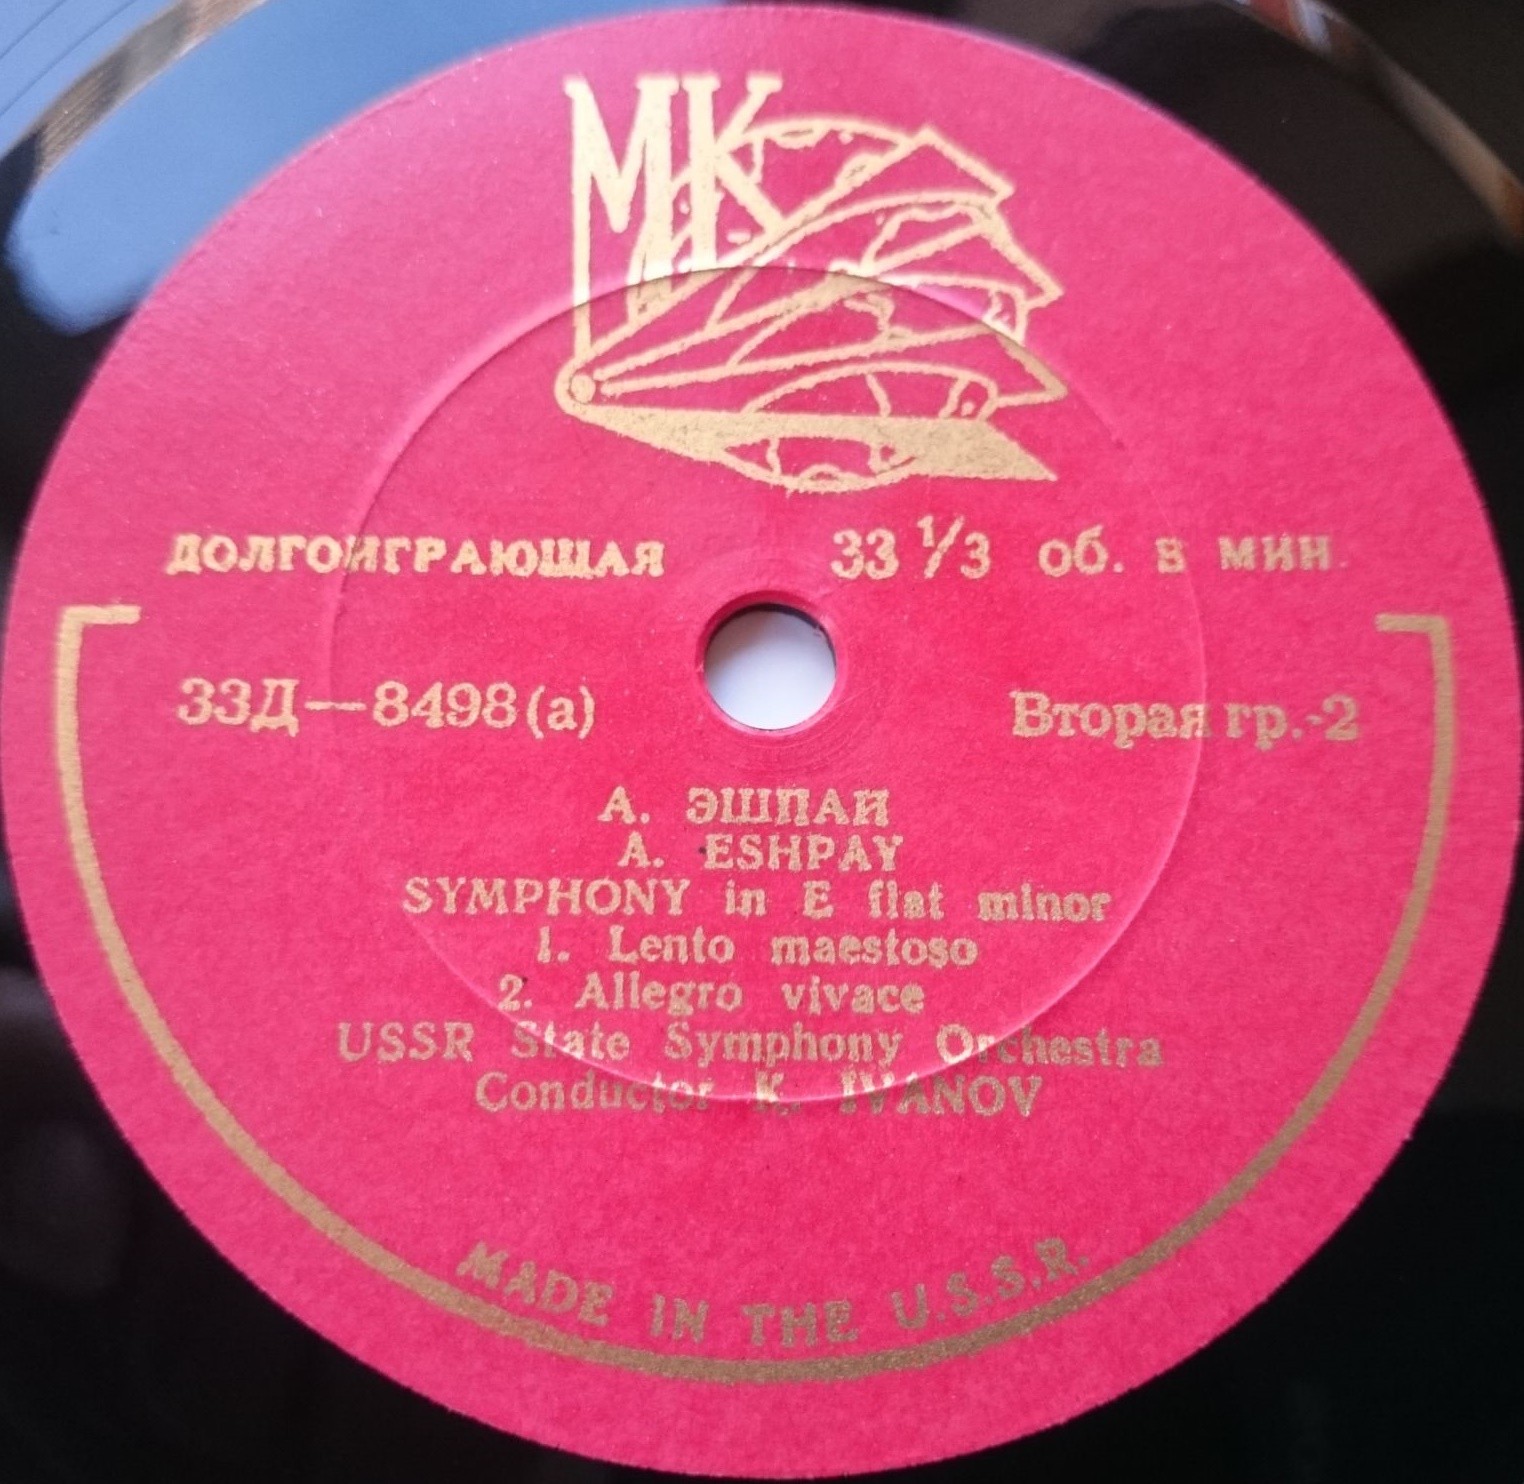 МК
ДОЛГОИГРАЮЩАЯ 33 1/3 об. в мин.
33Д—8498(а) Вторая гр.-2
А. ЭШПАЙ
A. ESHPAY
SYMPHONY in E flat minor
1. Lento maestoso
2. Allegro vivace
USSR State Symphony Orchestra
Conductor K. IVANOV
MADE IN THE U.S.S.R.